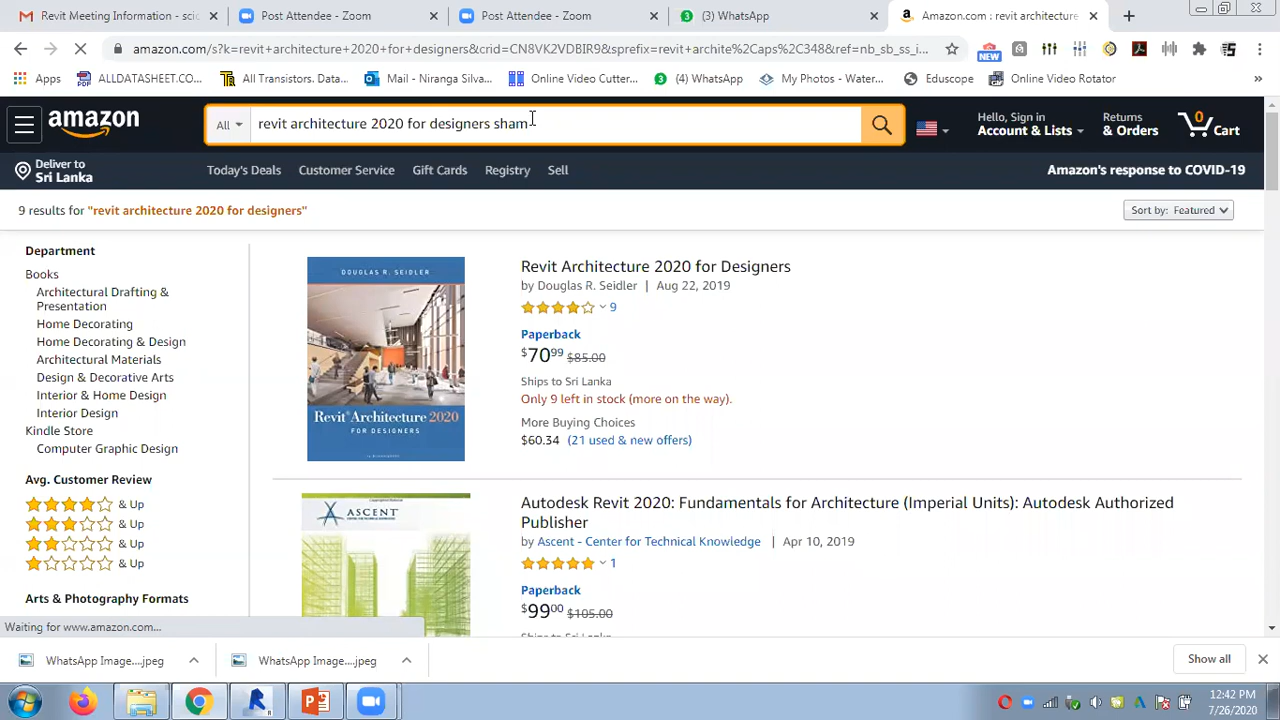 Revit Meeting Information - scie
Post Attendee - Zoom
Post Attendee - Zoom
(3) WhatsApp
Amazon.com : revit architecture
amazon.com/s?k=revit+architecture+2020+for+designers&crid=CN8VK2VDBIR9&sprefix=revit+archite%2Caps%2C348&ref=nb_sb_ss_i...
NEW
Apps
ALLDATASHEET.CO...
All Transistors. Data...
Mail - Niranga Silva...
Online Video Cutter...
(4) WhatsApp
My Photos - Water...
Eduscope
Online Video Rotator
»
amazon
All
revit architecture 2020 for designers sham
Hello, Sign in
Account & Lists
Returns
& Orders
0
Cart
Deliver to
Sri Lanka
Today's Deals
Customer Service
Gift Cards
Registry
Sell
Amazon's response to COVID-19
9 results for "revit architecture 2020 for designers"
Sort by: Featured
Department
Books
Architectural Drafting &
Presentation
Home Decorating
Home Decorating & Design
Architectural Materials
Design & Decorative Arts
Interior & Home Design
Interior Design
Kindle Store
Computer Graphic Design
Avg. Customer Review
& Up
& Up
& Up
& Up
Arts & Photography Formats
DOUGLAS R. SEIDLER
Revit Architecture 2020
FOR DESIGNERS
Revit Architecture 2020 for Designers
by Douglas R. Seidler | Aug 22, 2019
9
Paperback
$7099 $85.00
Ships to Sri Lanka
Only 9 left in stock (more on the way).
More Buying Choices
$60.34 (21 used & new offers)
ASCENT
Autodesk Revit 2020: Fundamentals for Architecture (Imperial Units): Autodesk Authorized
Publisher
by Ascent - Center for Technical Knowledge | Apr 10, 2019
1
Paperback
$9900 $105.00
Ships to Sri Lanka
Waiting for www.amazon.com...
WhatsApp Image....jpeg
WhatsApp Image....jpeg
Show all
12:42 PM
7/26/2020